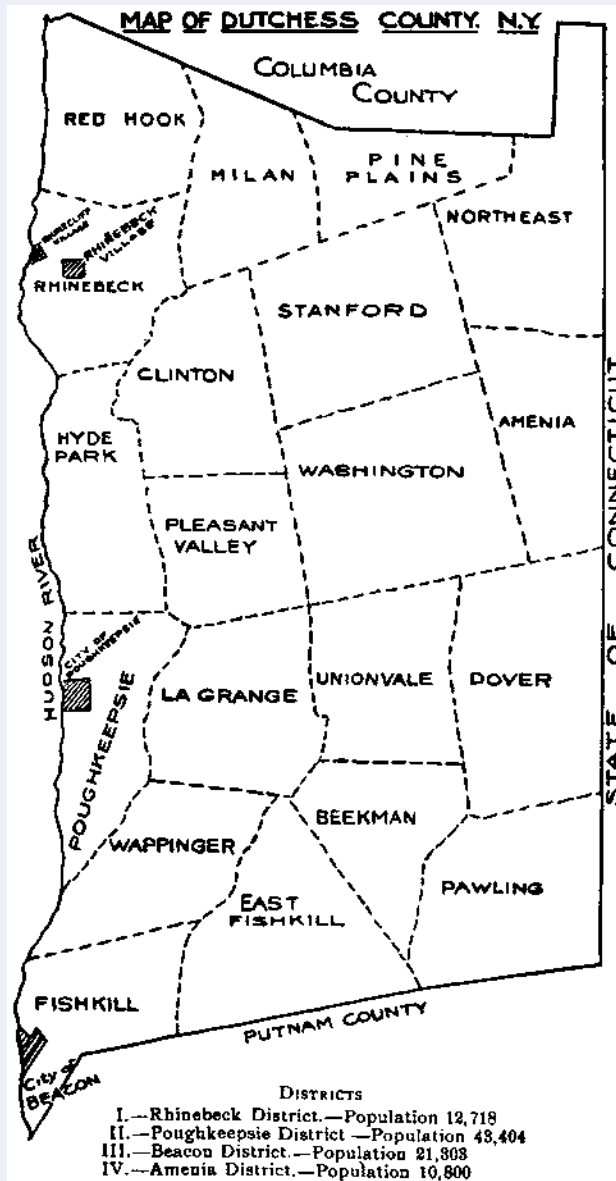 MAP OF DUTCHESS COUNTY. N.Y
COLUMBIA
COUNTY
RED HOOK
MILAN
PINE
PLAINS
NORTHEAST
RHINECLIFF
VILLAGE
RHINEBECK
VILLAGE
RHINEBECK
STANFORD
CLINTON
AMENIA
HYDE
PARK
WASHINGTON
PLEASANT
VALLEY
HUDSON RIVER
STATE OF CONNECTICUT
CITY OF
POUGHKEEPSIE
POUGHKEEPSIE
LA GRANGE
UNIONVALE
DOVER
WAPPINGER
BEEKMAN
EAST
FISHKILL
PAWLING
FISHKILL
PUTNAM COUNTY
City of
BEACON
DISTRICTS
I.—Rhinebeck District.—Population 12,718
II.—Poughkeepsie District—Population 43,404
III.—Beacon District.—Population 21,808
IV.—Amenia District.—Population 10,800